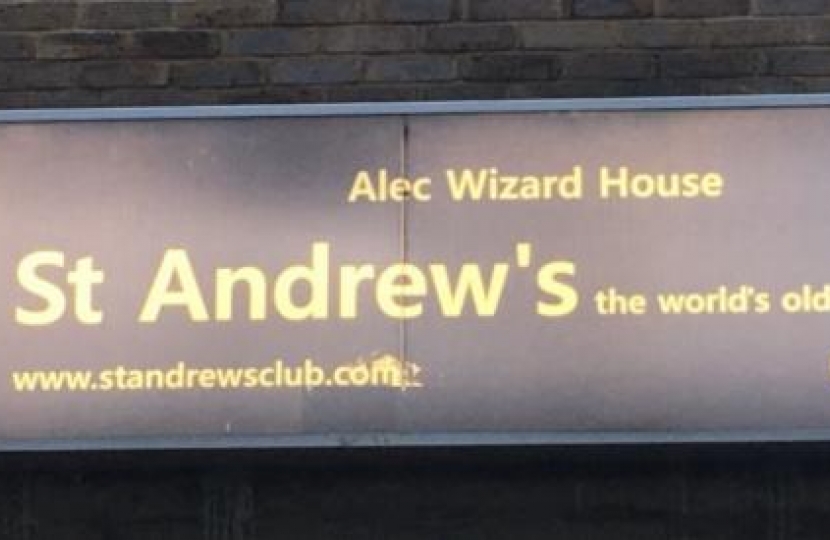 Alec Wizard House
St Andrew's the world's old
www.standrewsclub.com